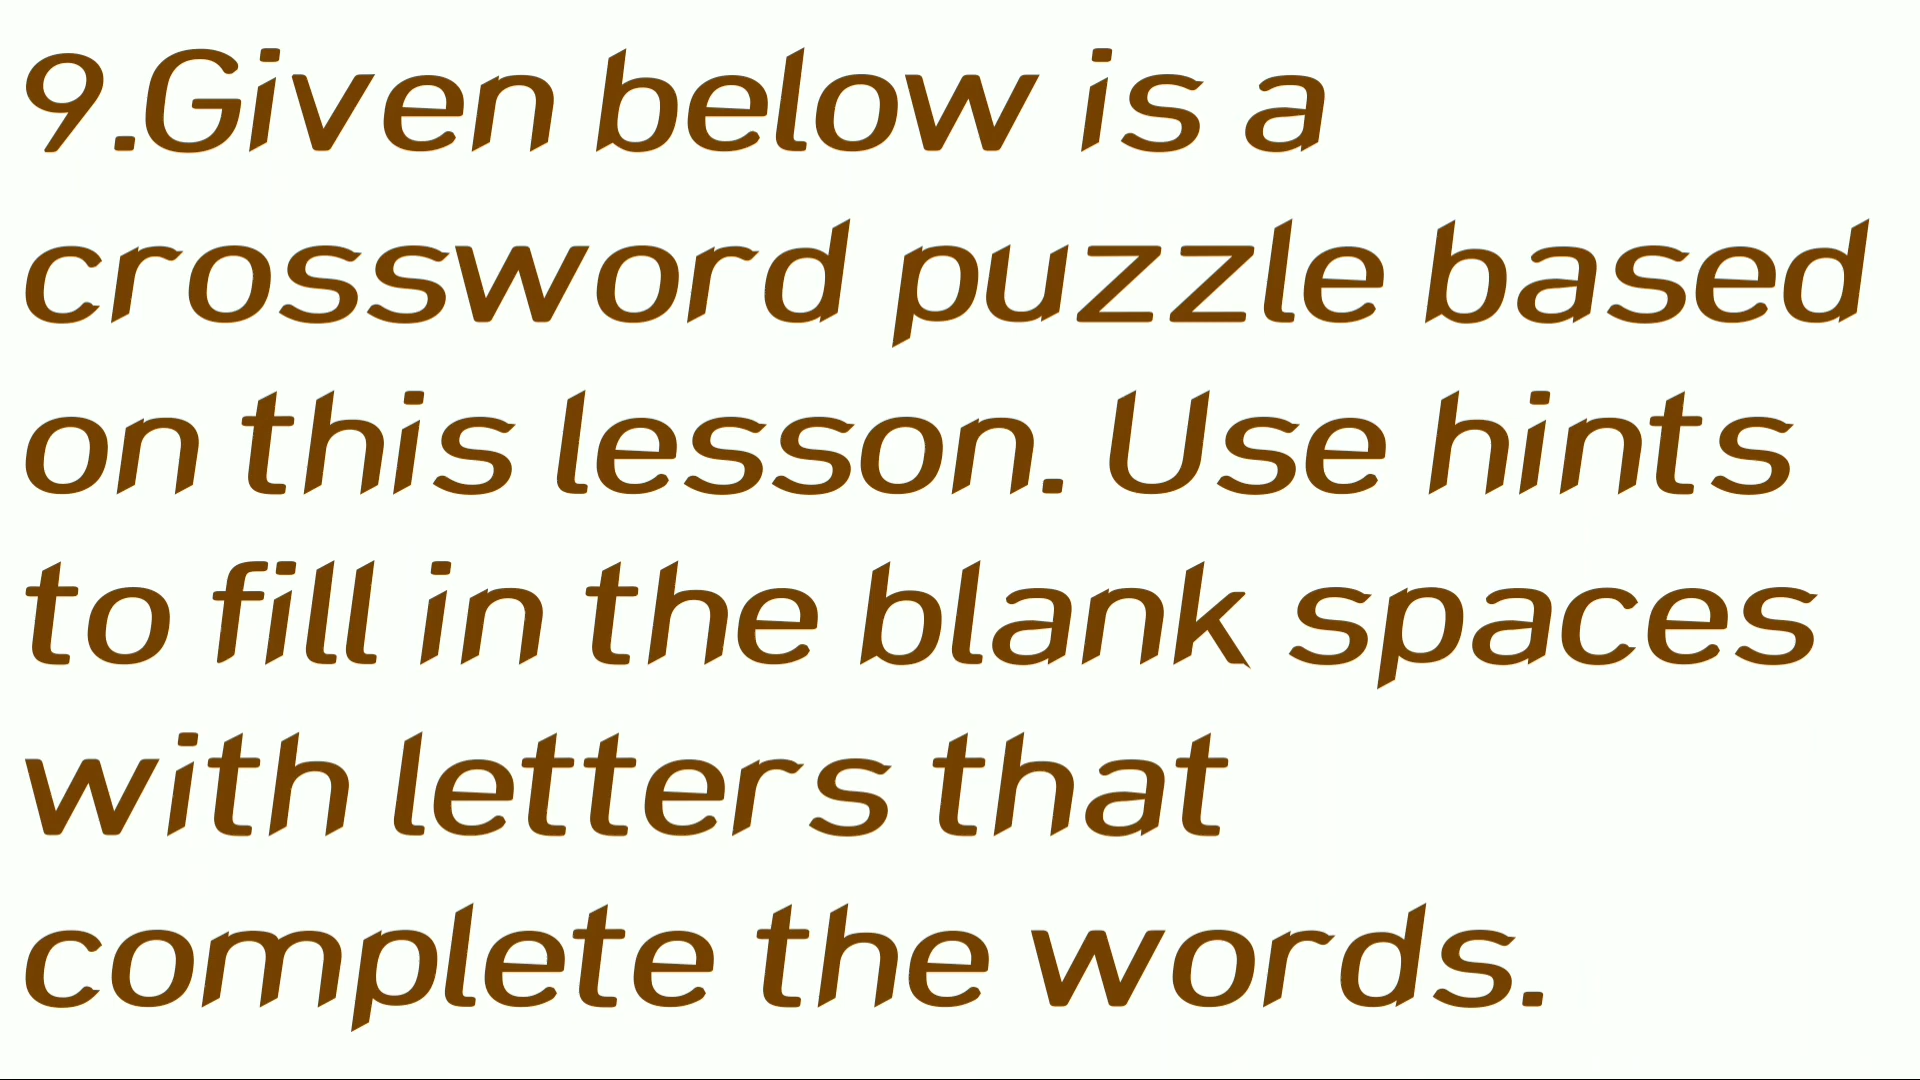 9.Given below is a
crossword puzzle based
on this lesson. Use hints
to fill in the blank spaces
with letters that
complete the words.